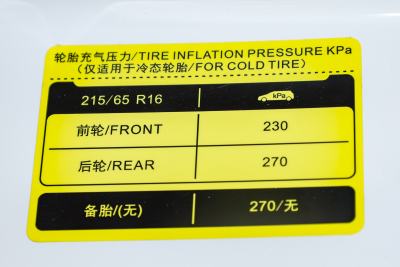 轮胎充气压力/TIRE INFLATION PRESSURE KPa
（仅适用于冷态轮胎/FOR COLD TIRE）
215/65 R16 kPa
前轮/FRONT 230
后轮/REAR 270
备胎/(无) 270/无